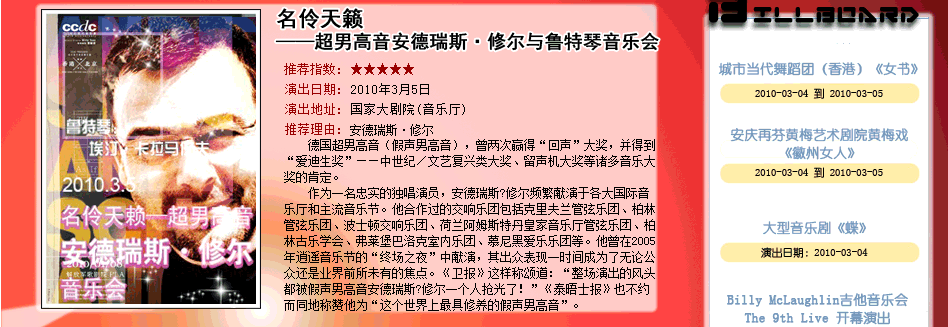 名伶天籁
——超男高音安德瑞斯·修尔与鲁特琴音乐会
推荐指数：★★★★★
演出日期：2010年3月5日
演出地址：国家大剧院(音乐厅)
推荐理由：安德瑞斯·修尔
德国超男高音（假声男高音），曾两次赢得“回声”大奖，并得到
“爱迪生奖”－－中世纪／文艺复兴类大奖、留声机大奖等诸多音乐大
奖的肯定。
作为一名忠实的独唱演员，安德瑞斯?修尔频繁献演于各大国际音
乐厅和主流音乐节。他合作过的交响乐团包括克里夫兰管弦乐团、柏林
管弦乐团、波士顿交响乐团、荷兰阿姆斯特丹皇家音乐厅管弦乐团、柏
林古乐学会、弗莱堡巴洛克室内乐团、慕尼黑爱乐乐团等。他曾在2005
年逍遥音乐节的“终场之夜”中献演，其出众表现一时间成为了无论公
众还是业界前所未有的焦点。《卫报》这样称颂道：“整场演出的风头
都被假声男高音安德瑞斯?修尔一个人抢光了！”《泰晤士报》也不约
而同地称赞他为“这个世界上最具修养的假声男高音”。
ccdc
鲁特琴
埃汀·卡拉马佐夫
2010.3.5
名伶天赖—超男高音
安德瑞斯·修尔
音乐会
BILLBOARD
城市当代舞蹈团（香港）《女书》
2010-03-04 到 2010-03-05
安庆再芬黄梅艺术剧院黄梅戏
《徽州女人》
2010-03-04 到 2010-03-05
大型音乐剧《蝶》
演出日期：2010-03-04
Billy McLaughlin吉他音乐会
The 9th Live 开幕演出